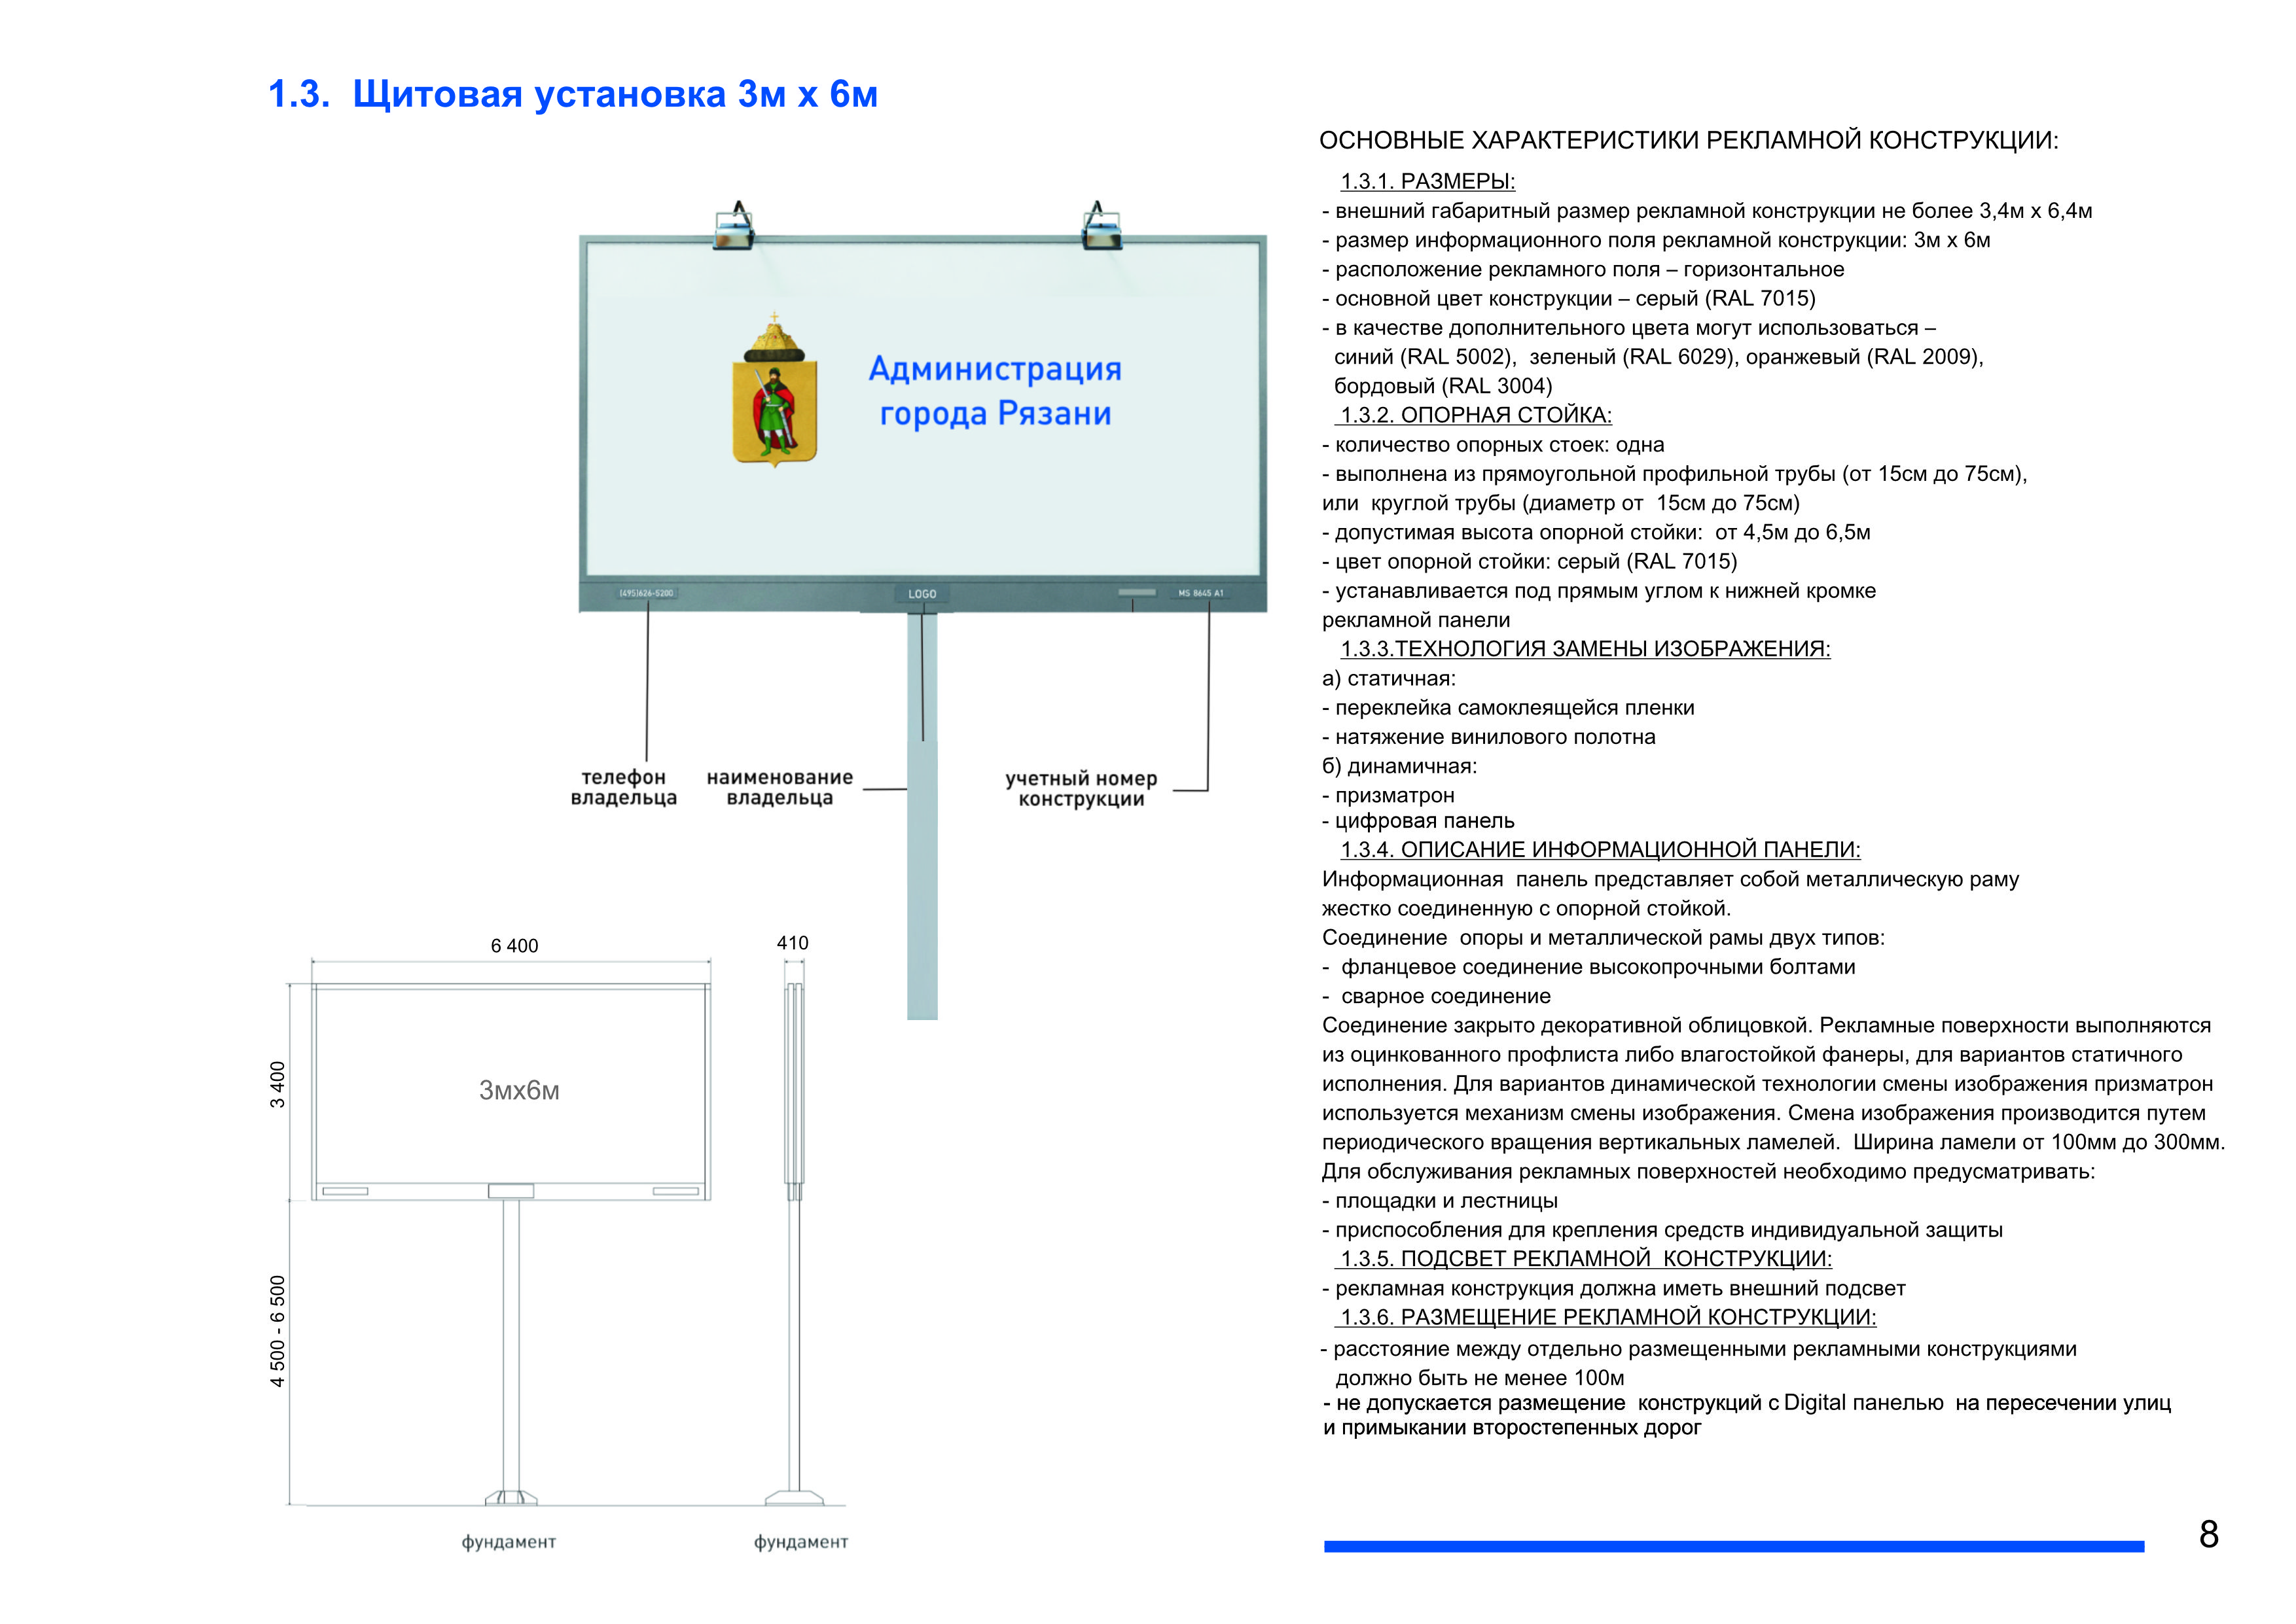 1.3. Щитовая установка 3м х 6м
Администрация
города Рязани
(495)626-5200
LOGO
MS 8645 A1
телефон
владельца
наименование
владельца
учетный номер
конструкции
6 400
410
3 400
3мх6м
4 500 - 6 500
фундамент
фундамент
ОСНОВНЫЕ ХАРАКТЕРИСТИКИ РЕКЛАМНОЙ КОНСТРУКЦИИ:
1.3.1. РАЗМЕРЫ:
- внешний габаритный размер рекламной конструкции не более 3,4м х 6,4м
- размер информационного поля рекламной конструкции: 3м х 6м
- расположение рекламного поля – горизонтальное
- основной цвет конструкции – серый (RAL 7015)
- в качестве дополнительного цвета могут использоваться –
синий (RAL 5002), зеленый (RAL 6029), оранжевый (RAL 2009),
бордовый (RAL 3004)
1.3.2. ОПОРНАЯ СТОЙКА:
- количество опорных стоек: одна
- выполнена из прямоугольной профильной трубы (от 15см до 75см),
или круглой трубы (диаметр от 15см до 75см)
- допустимая высота опорной стойки: от 4,5м до 6,5м
- цвет опорной стойки: серый (RAL 7015)
- устанавливается под прямым углом к нижней кромке
рекламной панели
1.3.3.ТЕХНОЛОГИЯ ЗАМЕНЫ ИЗОБРАЖЕНИЯ:
а) статичная:
- переклейка самоклеящейся пленки
- натяжение винилового полотна
б) динамичная:
- призматрон
- цифровая панель
1.3.4. ОПИСАНИЕ ИНФОРМАЦИОННОЙ ПАНЕЛИ:
Информационная панель представляет собой металлическую раму
жестко соединенную с опорной стойкой.
Соединение опоры и металлической рамы двух типов:
- фланцевое соединение высокопрочными болтами
- сварное соединение
Соединение закрыто декоративной облицовкой. Рекламные поверхности выполняются
из оцинкованного профлиста либо влагостойкой фанеры, для вариантов статичного
исполнения. Для вариантов динамической технологии смены изображения призматрон
используется механизм смены изображения. Смена изображения производится путем
периодического вращения вертикальных ламелей. Ширина ламели от 100мм до 300мм.
Для обслуживания рекламных поверхностей необходимо предусматривать:
- площадки и лестницы
- приспособления для крепления средств индивидуальной защиты
1.3.5. ПОДСВЕТ РЕКЛАМНОЙ КОНСТРУКЦИИ:
- рекламная конструкция должна иметь внешний подсвет
1.3.6. РАЗМЕЩЕНИЕ РЕКЛАМНОЙ КОНСТРУКЦИИ:
- расстояние между отдельно размещенными рекламными конструкциями
должно быть не менее 100м
- не допускается размещение конструкций с Digital панелью на пересечении улиц
и примыкании второстепенных дорог
8